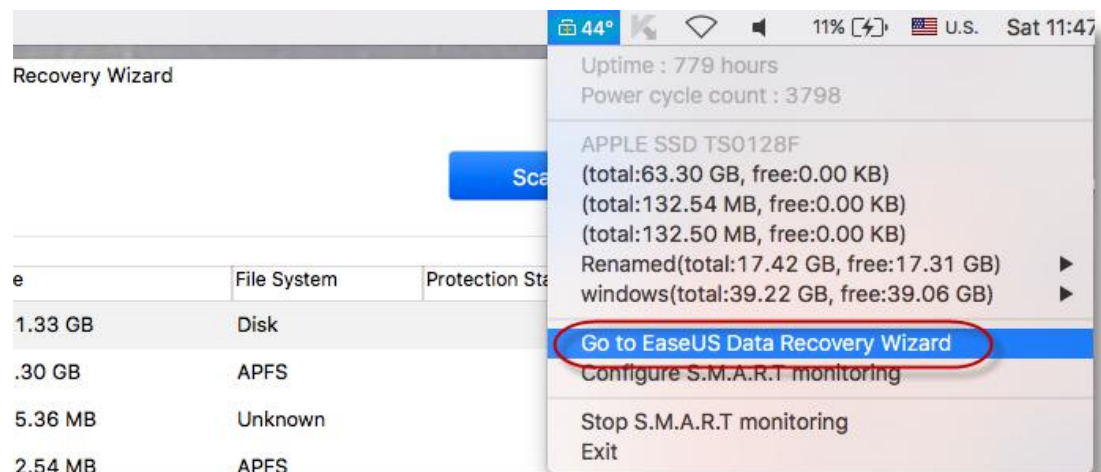 44° 11% U.S. Sat 11:47
Recovery Wizard
Uptime : 779 hours
Power cycle count : 3798
APPLE SSD TS0128F
Sca
(total:63.30 GB, free:0.00 KB)
(total:132.54 MB, free:0.00 KB)
(total:132.50 MB, free:0.00 KB)
Renamed(total:17.42 GB, free:17.31 GB)
windows(total:39.22 GB, free:39.06 GB)
e File System Protection Sta
1.33 GB Disk
.30 GB APFS
5.36 MB Unknown
2.54 MB APFS
Go to EaseUS Data Recovery Wizard
Configure S.M.A.R.T monitoring
Stop S.M.A.R.T monitoring
Exit